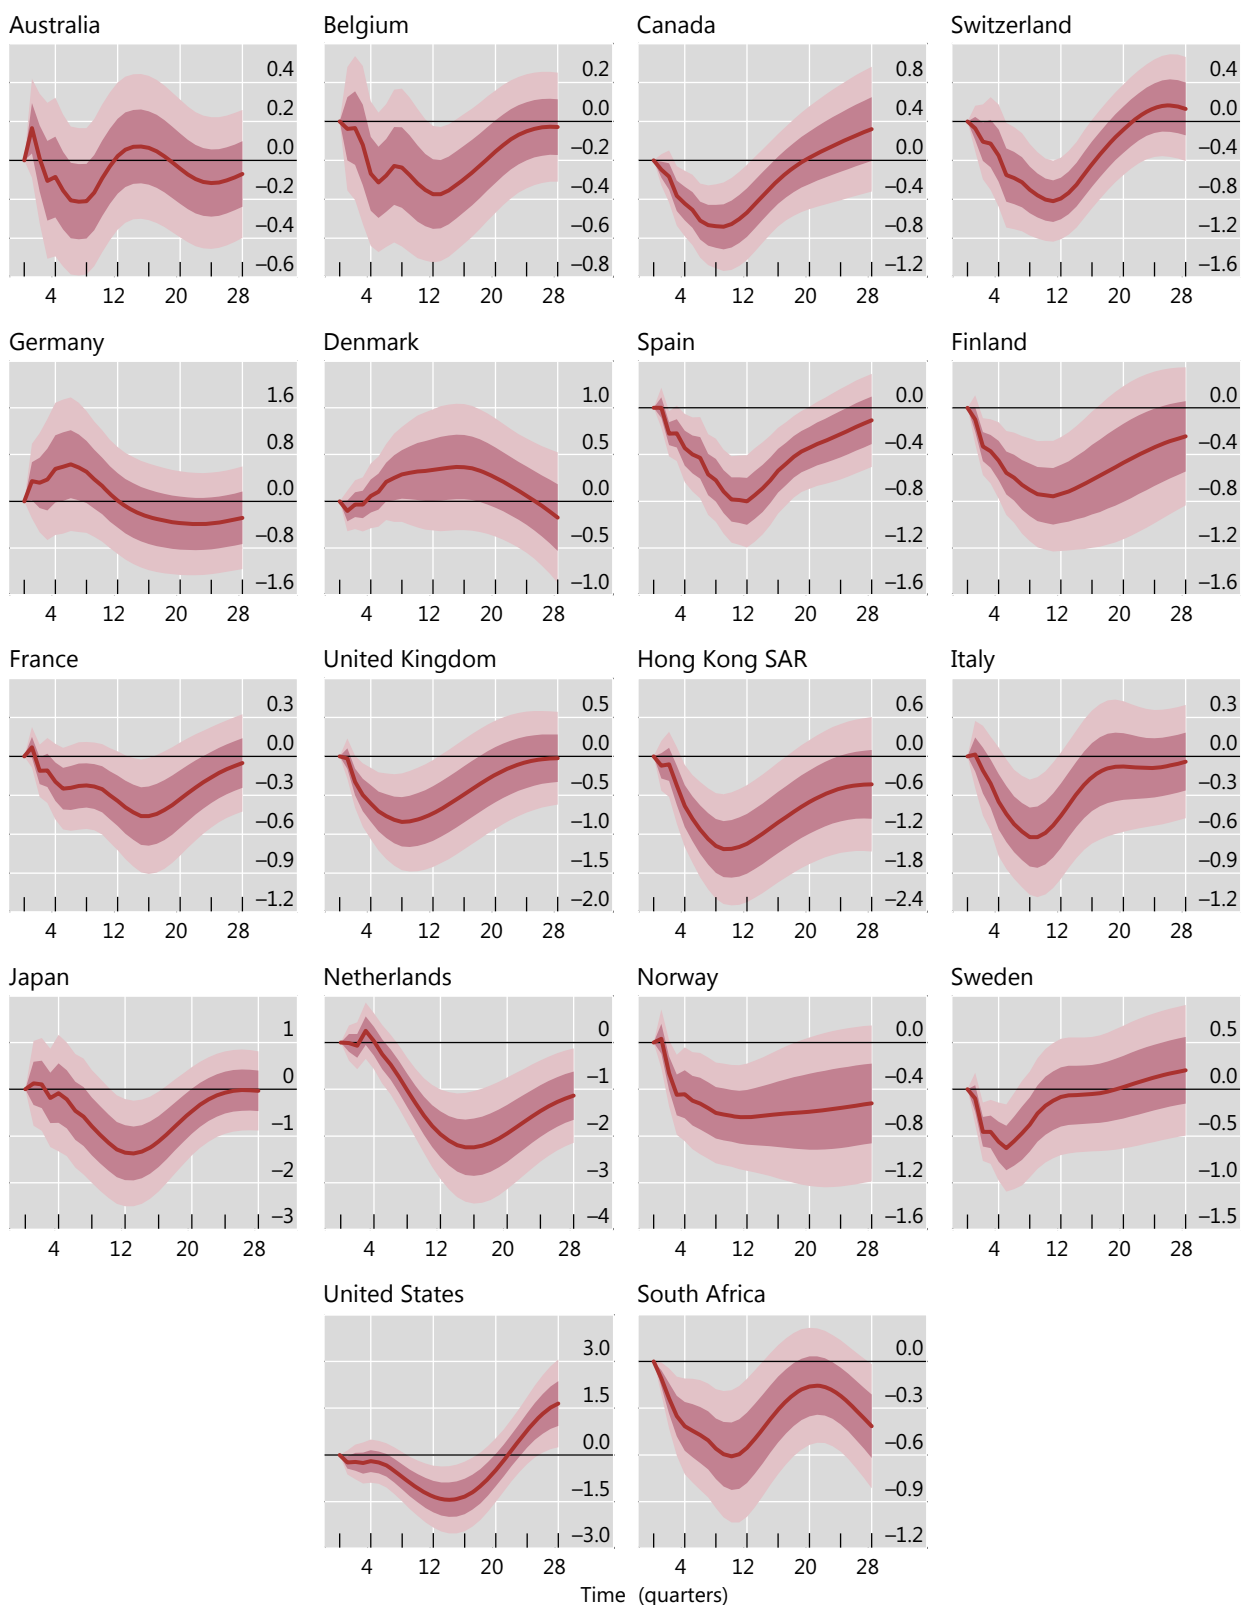 Australia Belgium Canada Switzerland
0.4 0.2 0.8 0.4
0.2 0.0 0.4 0.0
0.0 −0.2 0.0 −0.4
−0.2 −0.4 −0.4 −0.8
−0.4 −0.6 −0.8 −1.2
−0.6 −0.8 −1.2 −1.6
4 12 20 28 4 12 20 28 4 12 20 28 4 12 20 28
Germany Denmark Spain Finland
1.6 1.0 0.0 0.0
0.8 0.5 −0.4 −0.4
0.0 0.0 −0.8 −0.8
−0.8 −0.5 −1.2 −1.2
−1.6 −1.0 −1.6 −1.6
4 12 20 28 4 12 20 28 4 12 20 28 4 12 20 28
France United Kingdom Hong Kong SAR Italy
0.3 0.5 0.6 0.3
0.0 0.0 0.0 0.0
−0.3 −0.5 −0.6 −0.3
−0.6 −1.0 −1.2 −0.6
−0.9 −1.5 −1.8 −0.9
−1.2 −2.0 −2.4 −1.2
4 12 20 28 4 12 20 28 4 12 20 28 4 12 20 28
Japan Netherlands Norway Sweden
1 0 0.0 0.5
0 −1 −0.4 0.0
−1 −2 −0.8 −0.5
−2 −3 −1.2 −1.0
−3 −4 −1.6 −1.5
4 12 20 28 4 12 20 28 4 12 20 28 4 12 20 28
United States South Africa
3.0 0.0
1.5 −0.3
0.0 −0.6
−1.5 −0.9
−3.0 −1.2
4 12 20 28 4 12 20 28
Time (quarters)